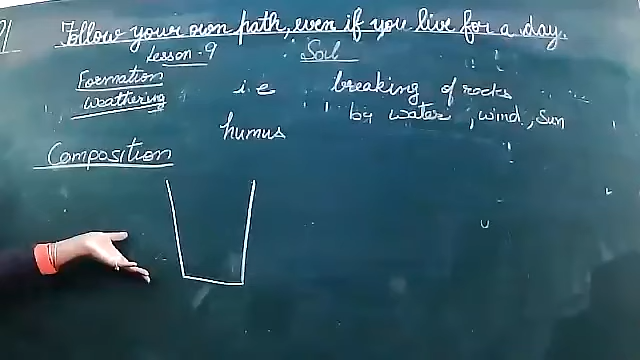 Follow your own path, even if you live for a day.
Lesson-9 Soil
Formation
Weathering i.e breaking of rocks
by water, wind, Sun
humus
Composition